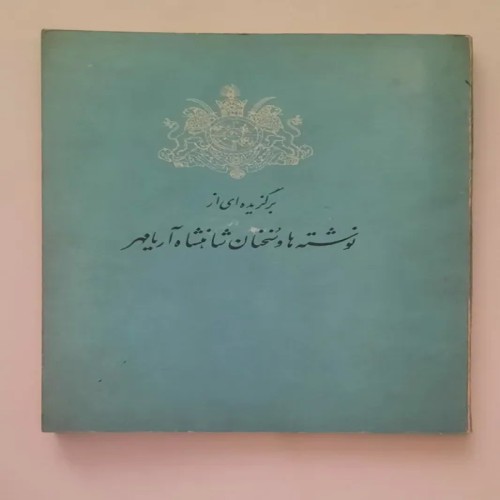 برگزیده‌ای از
نوشته‌ها و سخنان شاهنشاه آریامهر